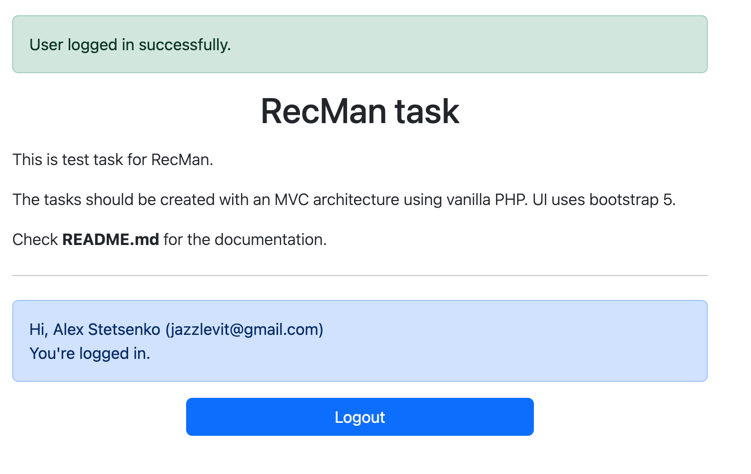 User logged in successfully.
RecMan task
This is test task for RecMan.
The tasks should be created with an MVC architecture using vanilla PHP. UI uses bootstrap 5.
Check README.md for the documentation.
Hi, Alex Stetsenko (jazzlevit@gmail.com)
You're logged in.
Logout